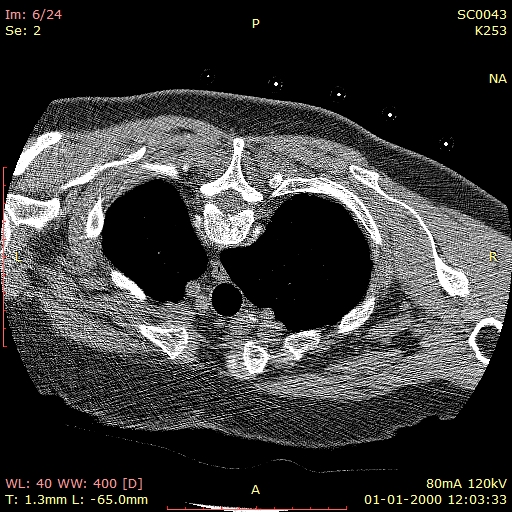 Im: 6/24
Se: 2
P
SC0043
K253
NA
L
R
WL: 40 WW: 400 [D]
T: 1.3mm L: -65.0mm
A
80mA 120kV
01-01-2000 12:03:33